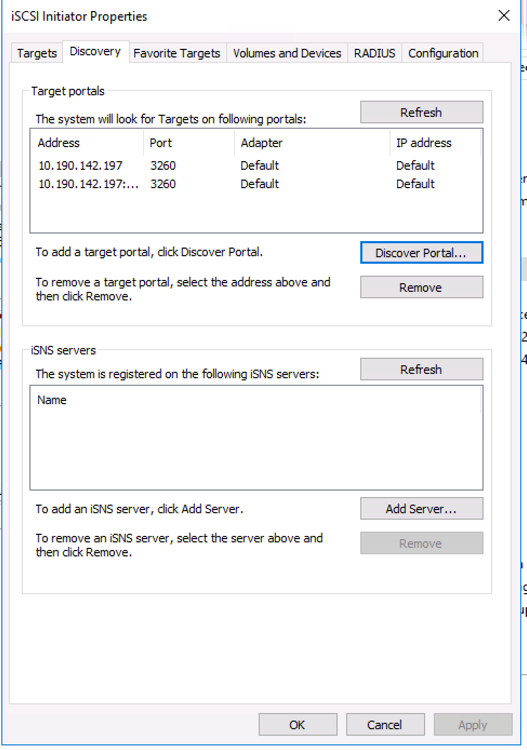 iSCSI Initiator Properties
Targets Discovery Favorite Targets Volumes and Devices RADIUS Configuration
Target portals
The system will look for Targets on following portals:
Refresh
Address Port Adapter IP address
10.190.142.197 3260 Default Default
10.190.142.197:... 3260 Default Default
To add a target portal, click Discover Portal.
Discover Portal...
To remove a target portal, select the address above and
then click Remove.
Remove
iSNS servers
The system is registered on the following iSNS servers:
Refresh
Name
To add an iSNS server, click Add Server.
Add Server...
To remove an iSNS server, select the server above and
then click Remove.
Remove
OK Cancel Apply